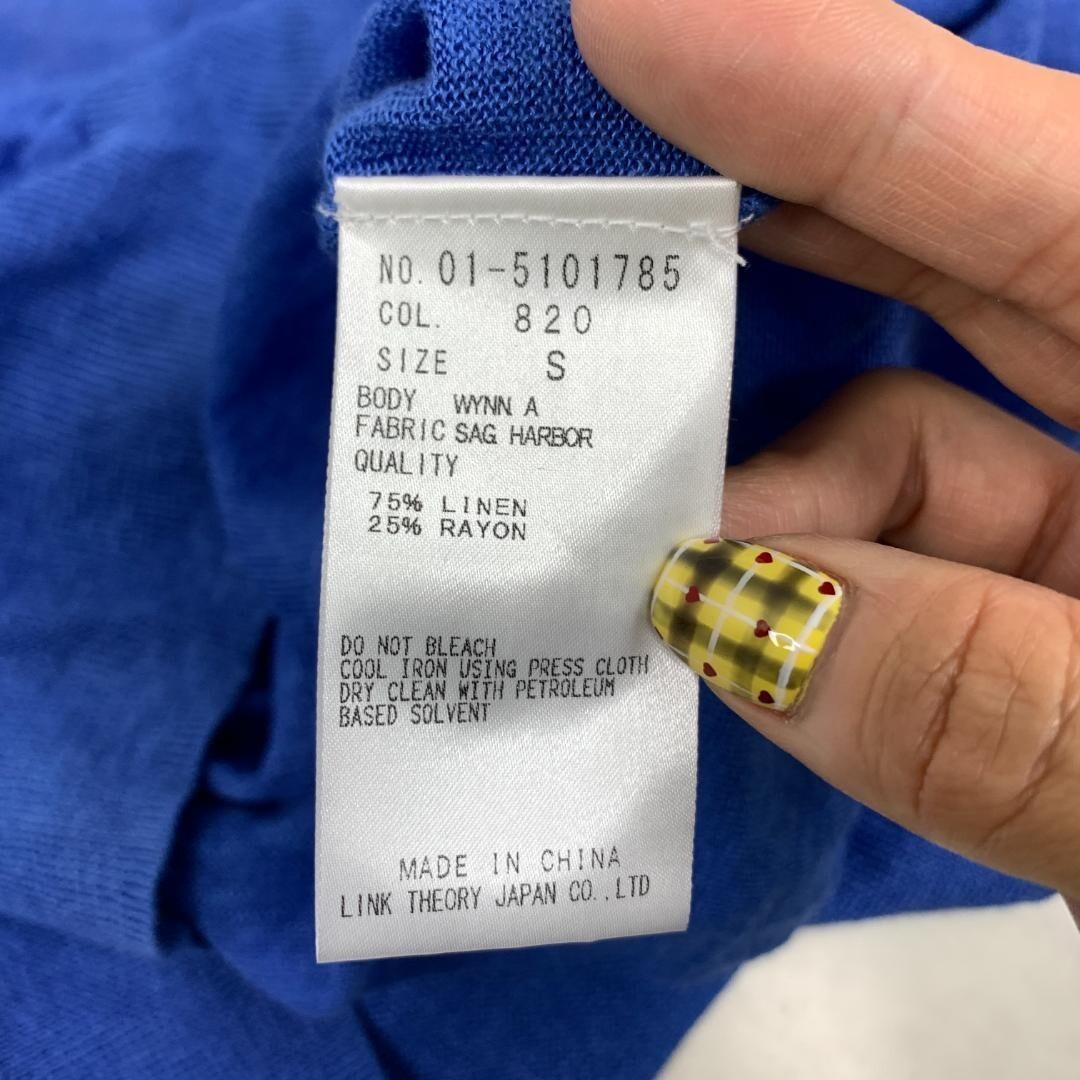 NO. 01-5101785
COL. 820
SIZE S
BODY WYNN A
FABRIC SAG HARBOR
QUALITY
75% LINEN
25% RAYON
DO NOT BLEACH
COOL IRON USING PRESS CLOTH
DRY CLEAN WITH PETROLEUM
BASED SOLVENT
MADE IN CHINA
LINK THEORY JAPAN CO.,LTD